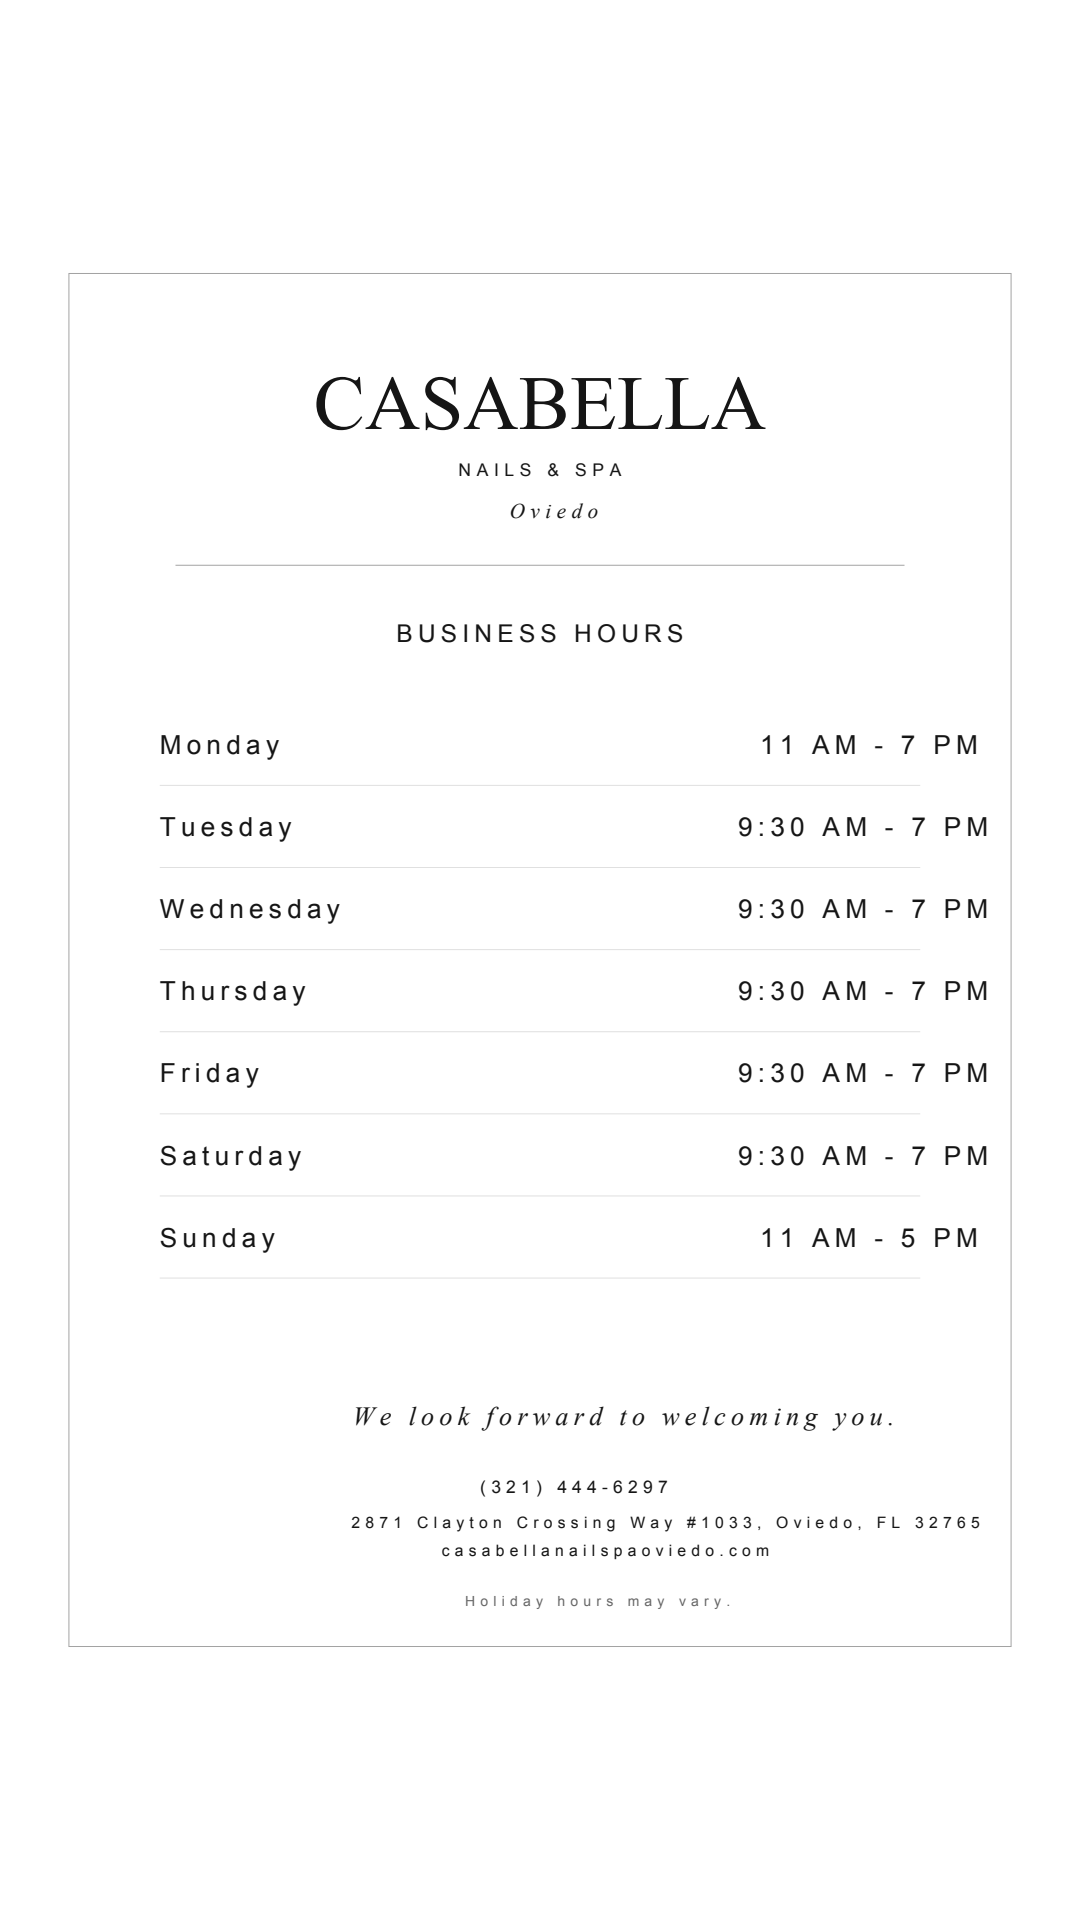 CASABELLA
NAILS & SPA
Oviedo
BUSINESS HOURS
Monday 11 AM - 7 PM
Tuesday 9:30 AM - 7 PM
Wednesday 9:30 AM - 7 PM
Thursday 9:30 AM - 7 PM
Friday 9:30 AM - 7 PM
Saturday 9:30 AM - 7 PM
Sunday 11 AM - 5 PM
We look forward to welcoming you.
(321) 444-6297
2871 Clayton Crossing Way #1033, Oviedo, FL 32765
casabellanailspaoviedo.com
Holiday hours may vary.